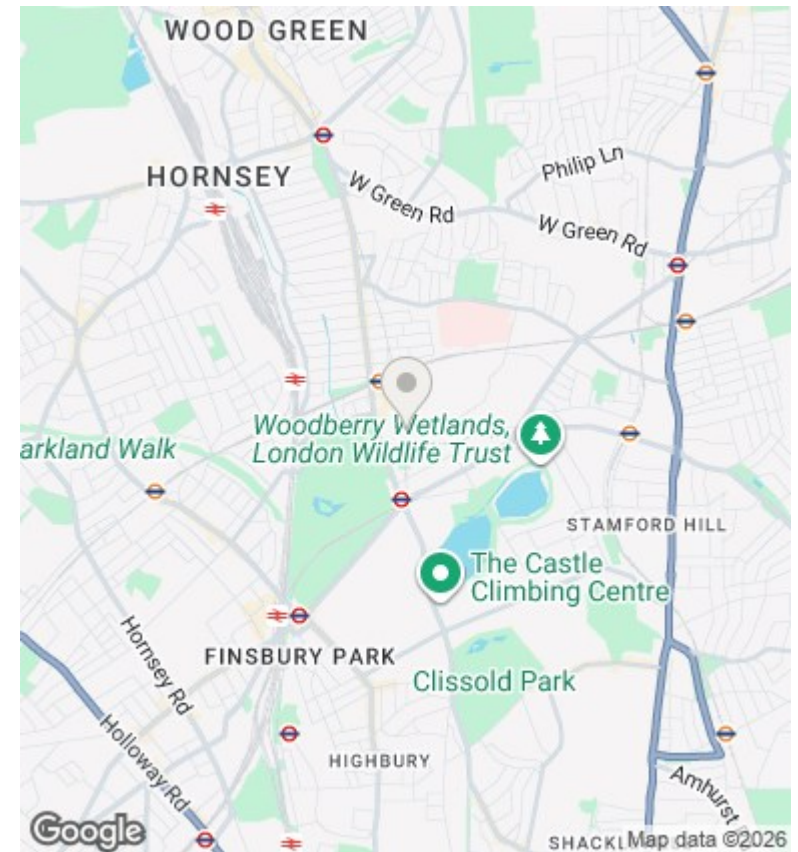 WOOD GREEN
HORNSEY
Philip Ln
W Green Rd
W Green Rd
Woodberry Wetlands,
London Wildlife Trust
arkland Walk
STAMFORD HILL
The Castle
Climbing Centre
Hornsey Rd
FINSBURY PARK
Clissold Park
Holloway Rd
HIGHBURY
Amhurst
Google
SHACKL
Map data ©2026